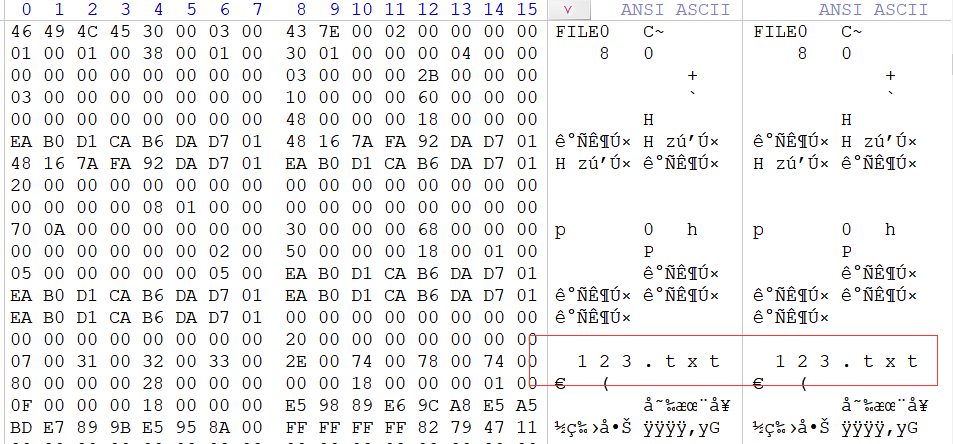 0 1 2 3 4 5 6 7 8 9 10 11 12 13 14 15 ANSI ASCII ANSI ASCII
46 49 4C 45 30 00 03 00 43 7E 00 02 00 00 00 00 FILE0 C~ FILE0 C~
01 00 01 00 38 00 01 00 30 01 00 00 00 04 00 00 8 0 8 0
00 00 00 00 00 00 00 00 03 00 00 00 2B 00 00 00 + +
03 00 00 00 00 00 00 00 10 00 00 00 60 00 00 00 ` `
00 00 00 00 00 00 00 00 48 00 00 00 18 00 00 00 H H
EA B0 D1 CA B6 DA D7 01 48 16 7A FA 92 DA D7 01 ê°ÑÊ¶Ú× H zú’Ú× ê°ÑÊ¶Ú× H zú’Ú×
48 16 7A FA 92 DA D7 01 EA B0 D1 CA B6 DA D7 01 H zú’Ú× ê°ÑÊ¶Ú× H zú’Ú× ê°ÑÊ¶Ú×
20 00 00 00 00 00 00 00 00 00 00 00 00 00 00 00
00 00 00 00 08 01 00 00 00 00 00 00 00 00 00 00
70 0A 00 00 00 00 00 00 30 00 00 00 68 00 00 00 p 0 h p 0 h
00 00 00 00 00 00 02 00 50 00 00 00 18 00 01 00 P P
05 00 00 00 00 00 05 00 EA B0 D1 CA B6 DA D7 01 ê°ÑÊ¶Ú× ê°ÑÊ¶Ú×
EA B0 D1 CA B6 DA D7 01 EA B0 D1 CA B6 DA D7 01 ê°ÑÊ¶Ú× ê°ÑÊ¶Ú× ê°ÑÊ¶Ú× ê°ÑÊ¶Ú×
EA B0 D1 CA B6 DA D7 01 00 00 00 00 00 00 00 00 ê°ÑÊ¶Ú× ê°ÑÊ¶Ú×
00 00 00 00 00 00 00 00 20 00 00 00 00 00 00 00
07 00 31 00 32 00 33 00 2E 00 74 00 78 00 74 00 1 2 3 . t x t 1 2 3 . t x t
80 00 00 00 28 00 00 00 00 00 18 00 00 00 01 00 € ( € (
0F 00 00 00 18 00 00 00 E5 98 89 E6 9C A8 E5 A5 å˜‰æœ¨å¥ å˜‰æœ¨å¥
BD E7 89 9B E5 95 8A 00 FF FF FF FF 82 79 47 11 ½ç‰›å•Š ÿÿÿÿ‚yG ½ç‰›å•Š ÿÿÿÿ‚yG